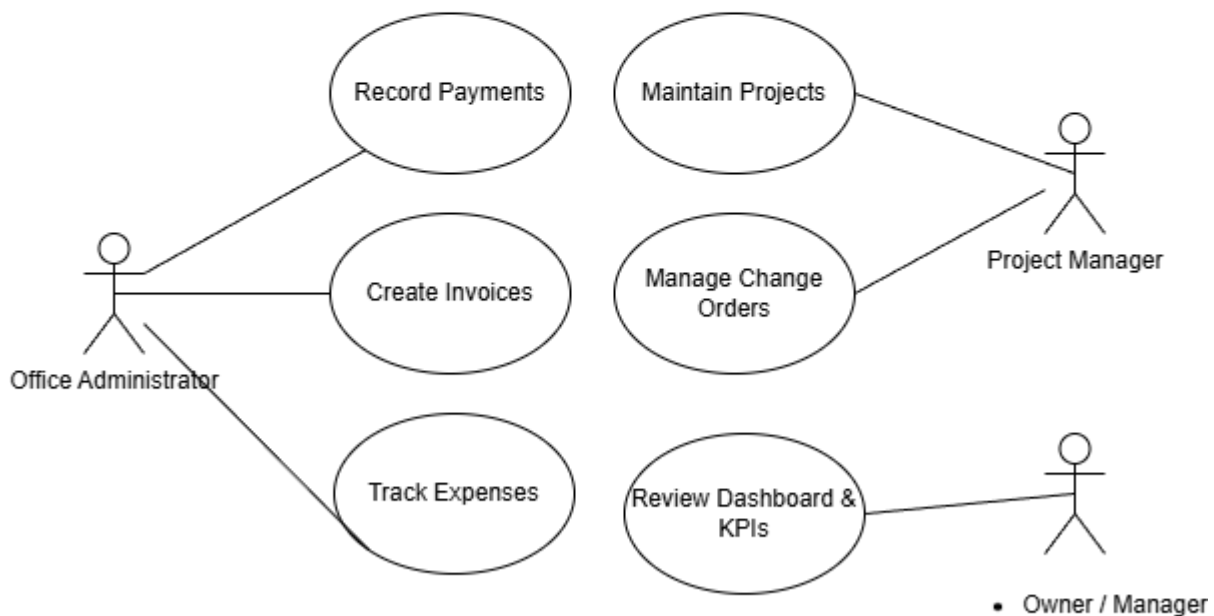 Record Payments
Maintain Projects
Project Manager
Create Invoices
Manage Change
Orders
Office Administrator
Track Expenses
Review Dashboard &
KPIs
• Owner / Manager